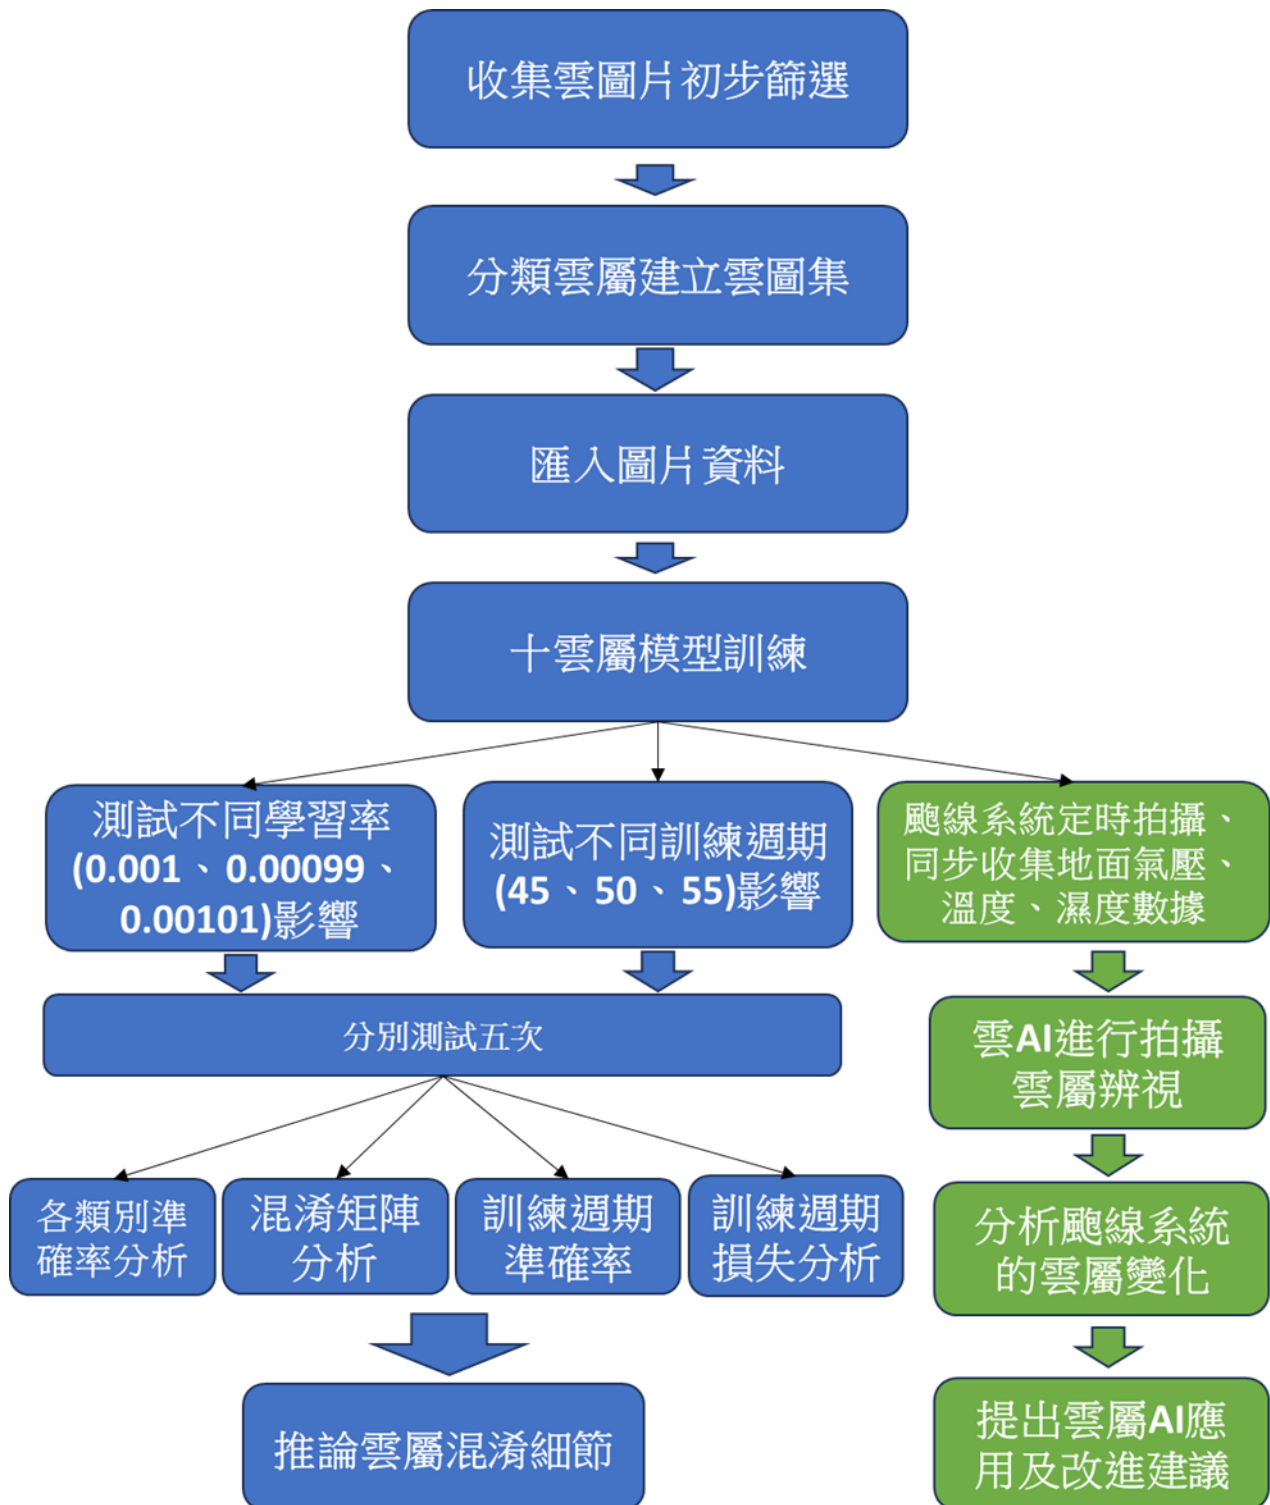 收集雲圖片初步篩選
分類雲屬建立雲圖集
匯入圖片資料
十雲屬模型訓練
測試不同學習率
(0.001、0.00099、
0.00101)影響
測試不同訓練週期
(45、50、55)影響
颮線系統定時拍攝、
同步收集地面氣壓、
溫度、濕度數據
分別測試五次
雲AI進行拍攝
雲屬辨視
各類別準
確率分析
混淆矩陣
分析
訓練週期
準確率
訓練週期
損失分析
分析颮線系統
的雲屬變化
推論雲屬混淆細節
提出雲屬AI應
用及改進建議